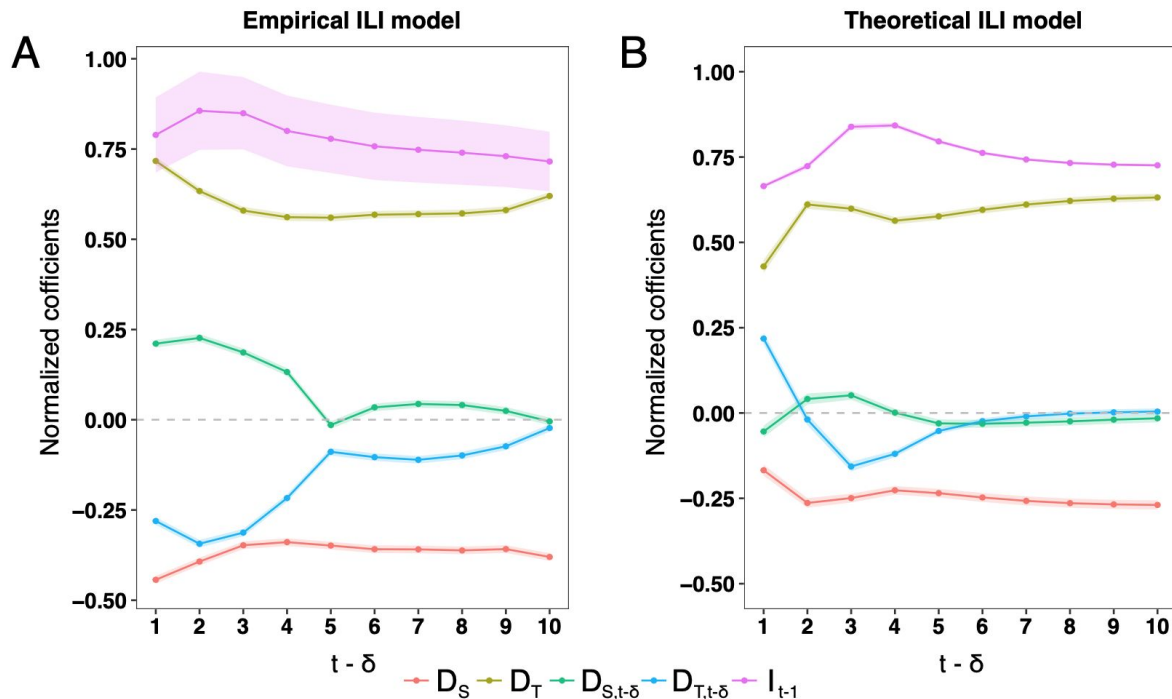 Empirical ILI model
Theoretical ILI model
A
B
Normalized cofficients
1.00
0.75
0.50
0.25
0.00
−0.25
−0.50
1 2 3 4 5 6 7 8 9 10
t - δ
Normalized cofficients
1.00
0.75
0.50
0.25
0.00
−0.25
−0.50
1 2 3 4 5 6 7 8 9 10
t - δ
D_S D_T D_S,t-δ D_T,t-δ I_t-1